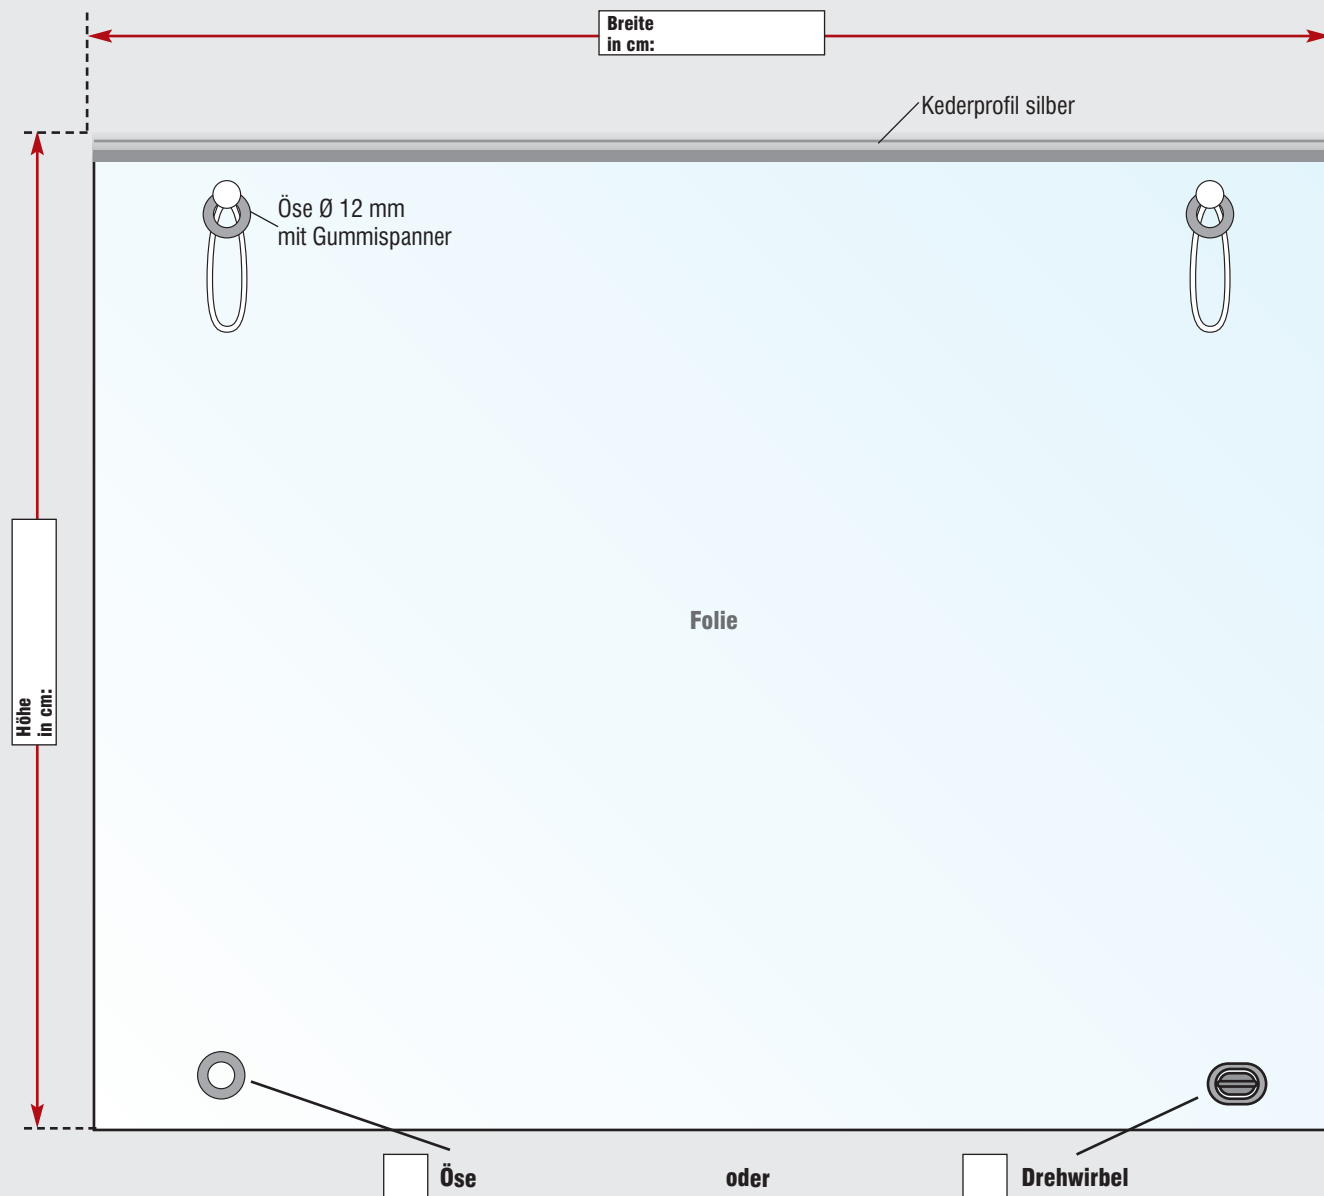 Breite
in cm:
Kederprofil silber
Öse Ø 12 mm
mit Gummispanner
Folie
Höhe
in cm:
Öse oder Drehwirbel